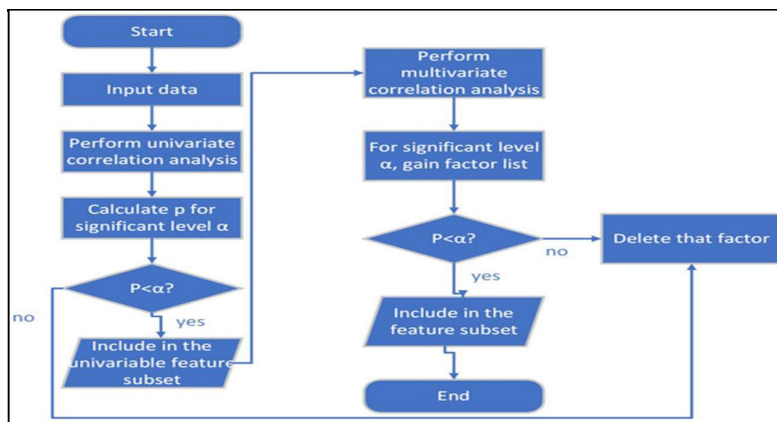 Start
Input data
Perform univariate
correlation analysis
Calculate p for
significant level α
P<α?
no
yes
Include in the
univariable feature
subset
Perform
multivariate
correlation analysis
For significant level
α, gain factor list
P<α?
no
yes
Delete that factor
Include in the
feature subset
End